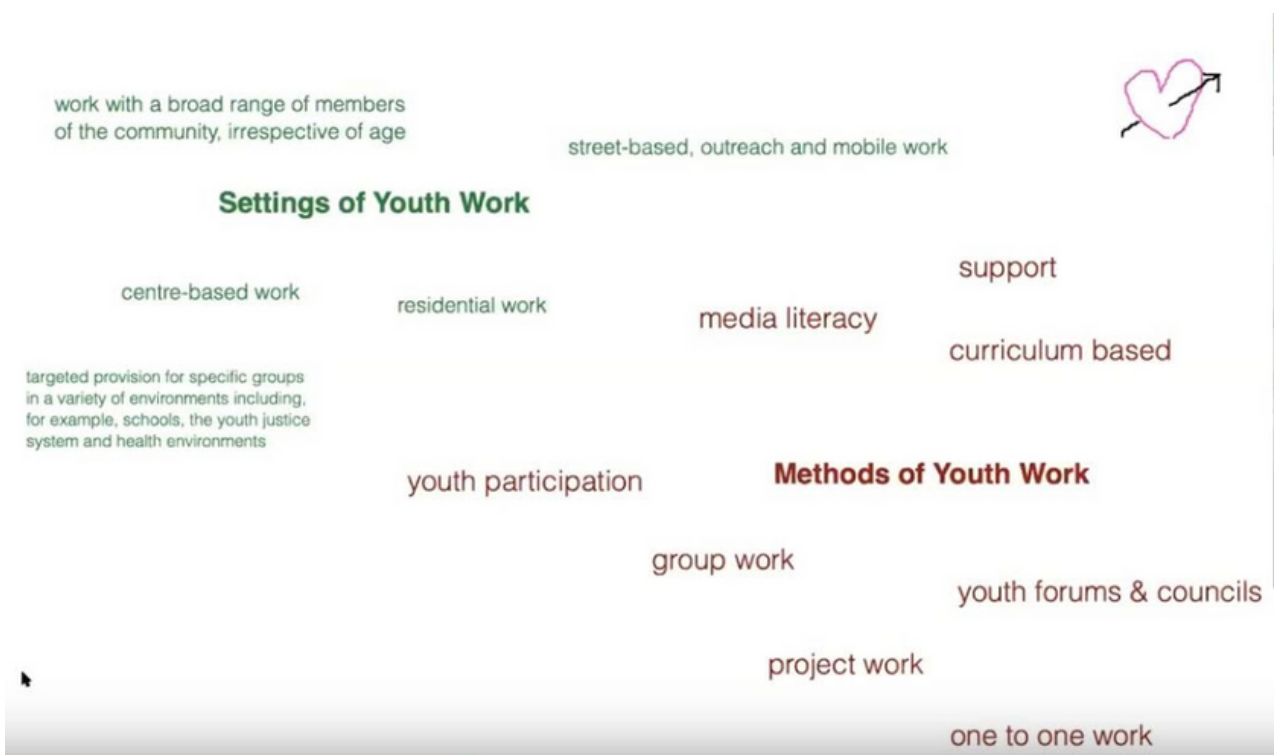 work with a broad range of members
of the community, irrespective of age
street-based, outreach and mobile work
Settings of Youth Work
centre-based work
residential work
targeted provision for specific groups
in a variety of environments including,
for example, schools, the youth justice
system and health environments
support
media literacy
curriculum based
youth participation
Methods of Youth Work
group work
youth forums & councils
project work
one to one work